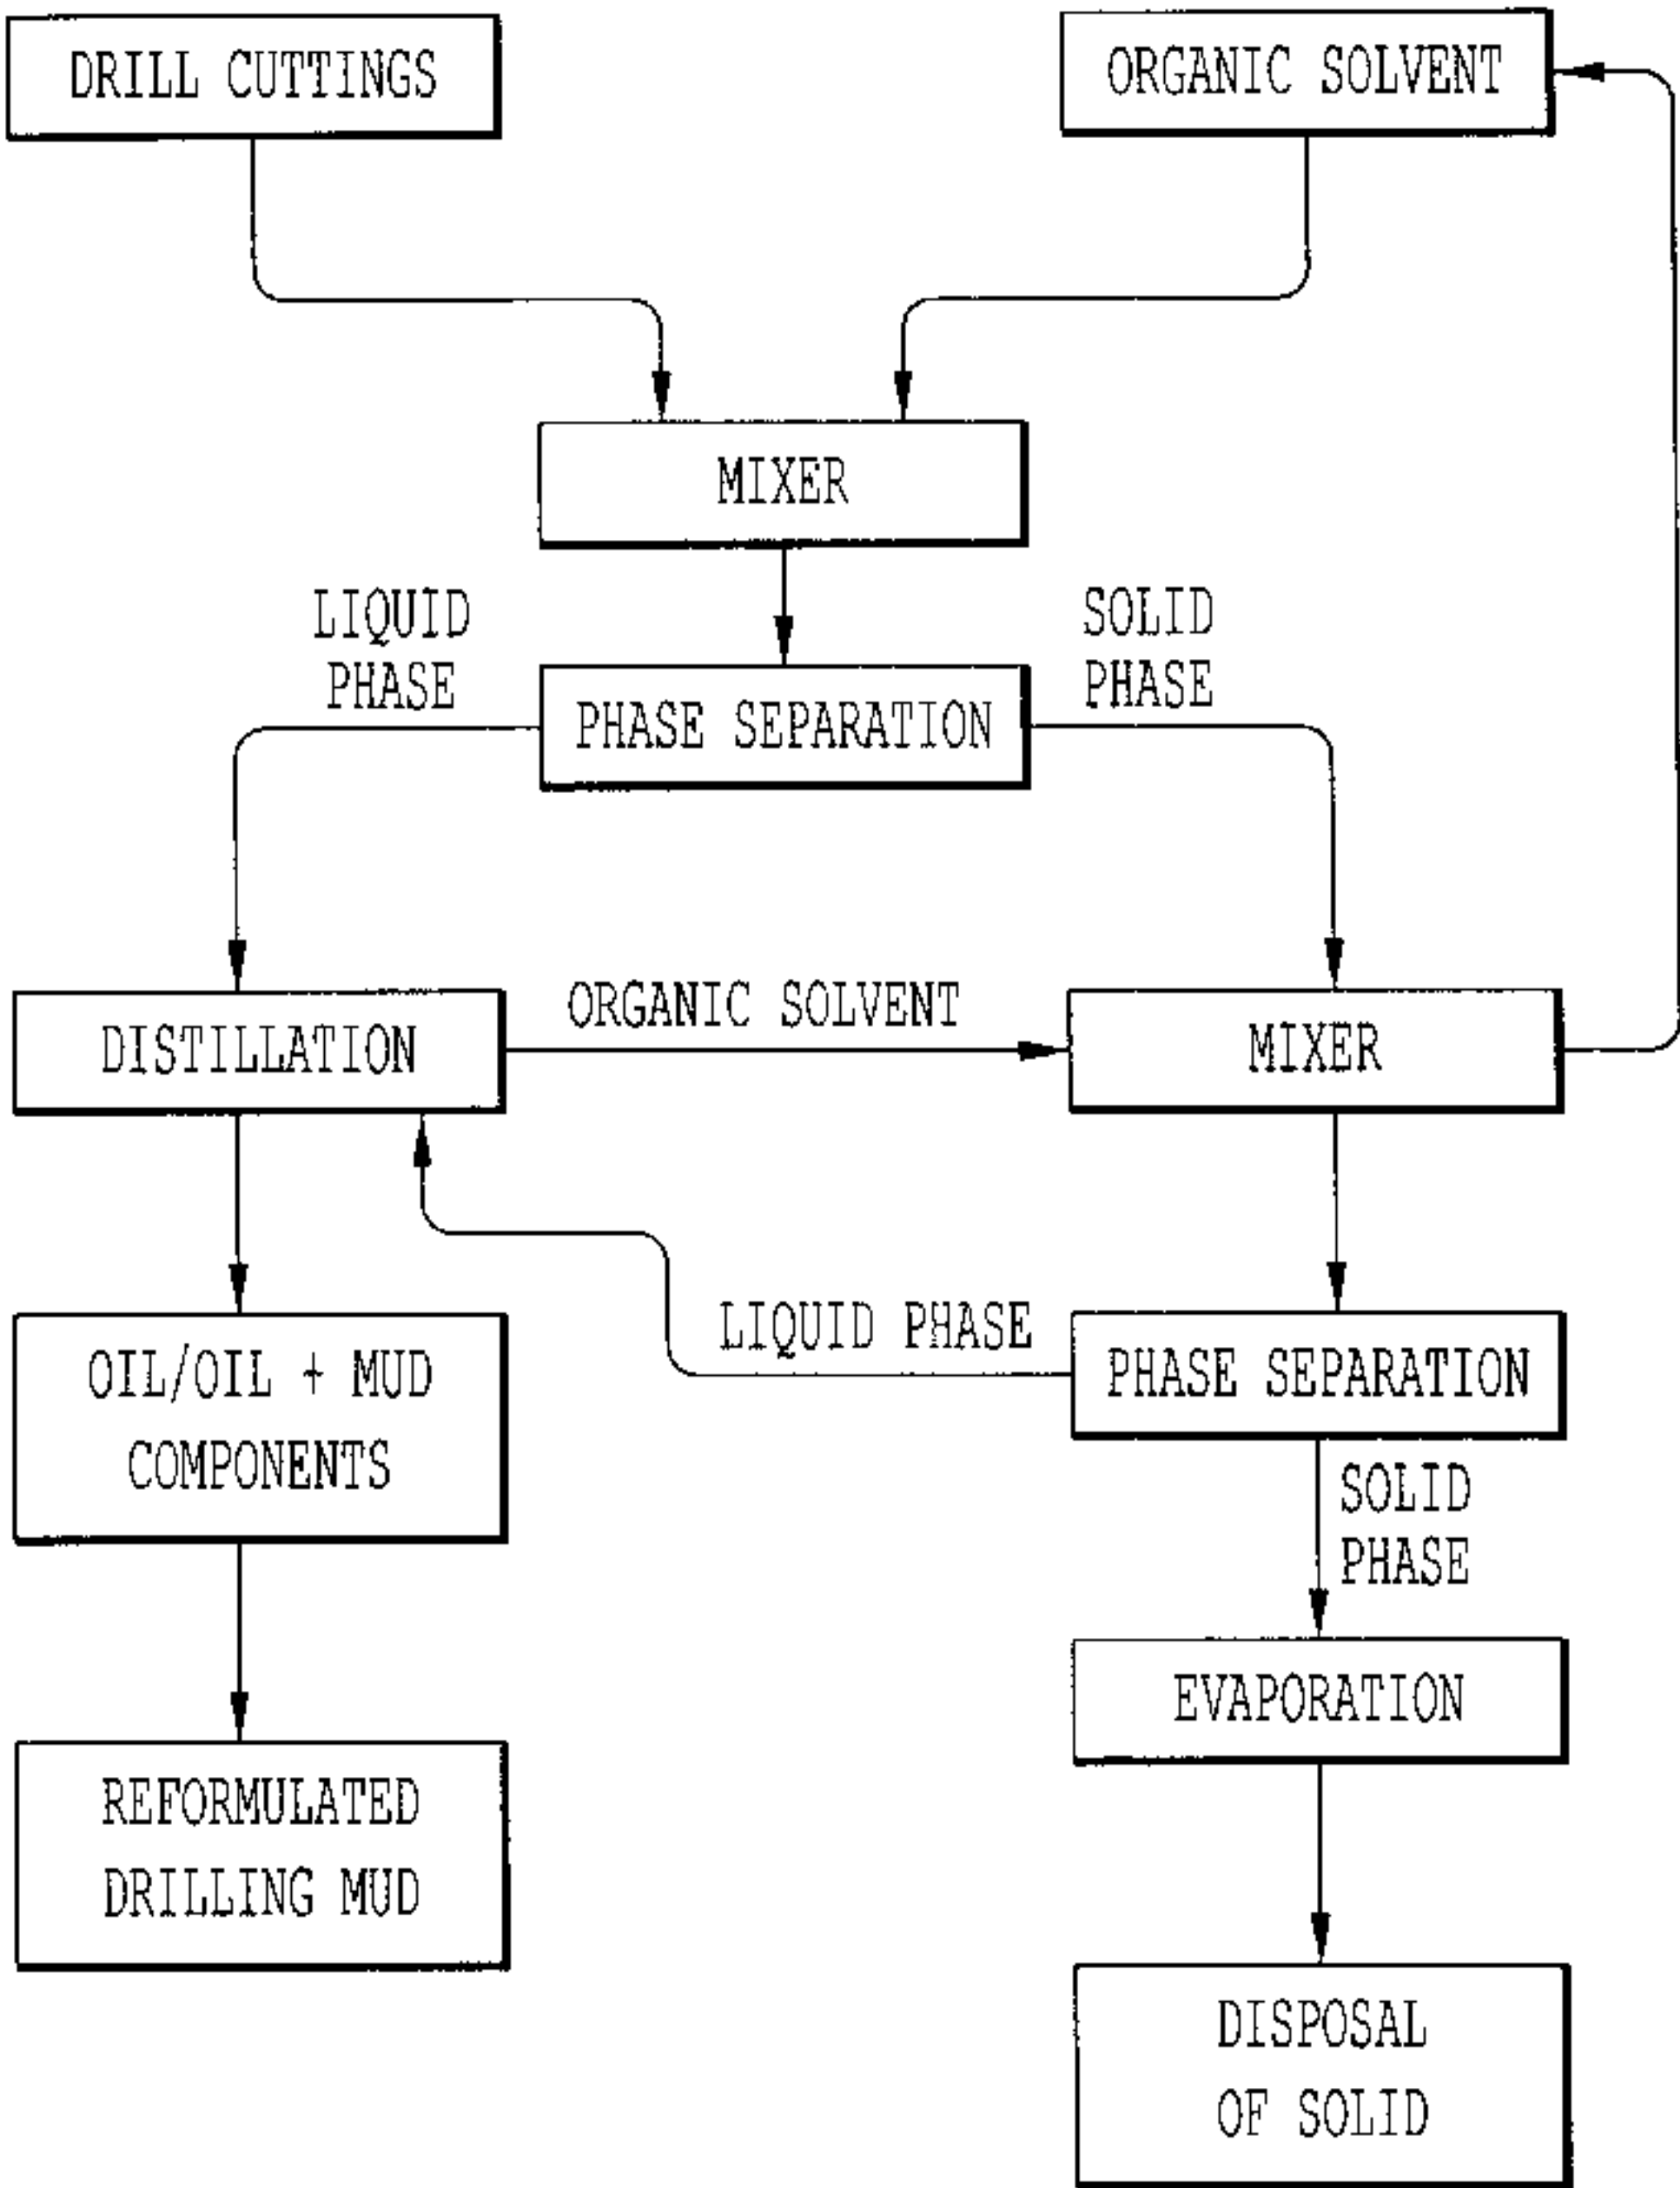 DRILL CUTTINGS
ORGANIC SOLVENT
MIXER
LIQUID
PHASE
SOLID
PHASE
PHASE SEPARATION
DISTILLATION
ORGANIC SOLVENT
MIXER
OIL/OIL + MUD
COMPONENTS
LIQUID PHASE
PHASE SEPARATION
SOLID
PHASE
EVAPORATION
REFORMULATED
DRILLING MUD
DISPOSAL
OF SOLID